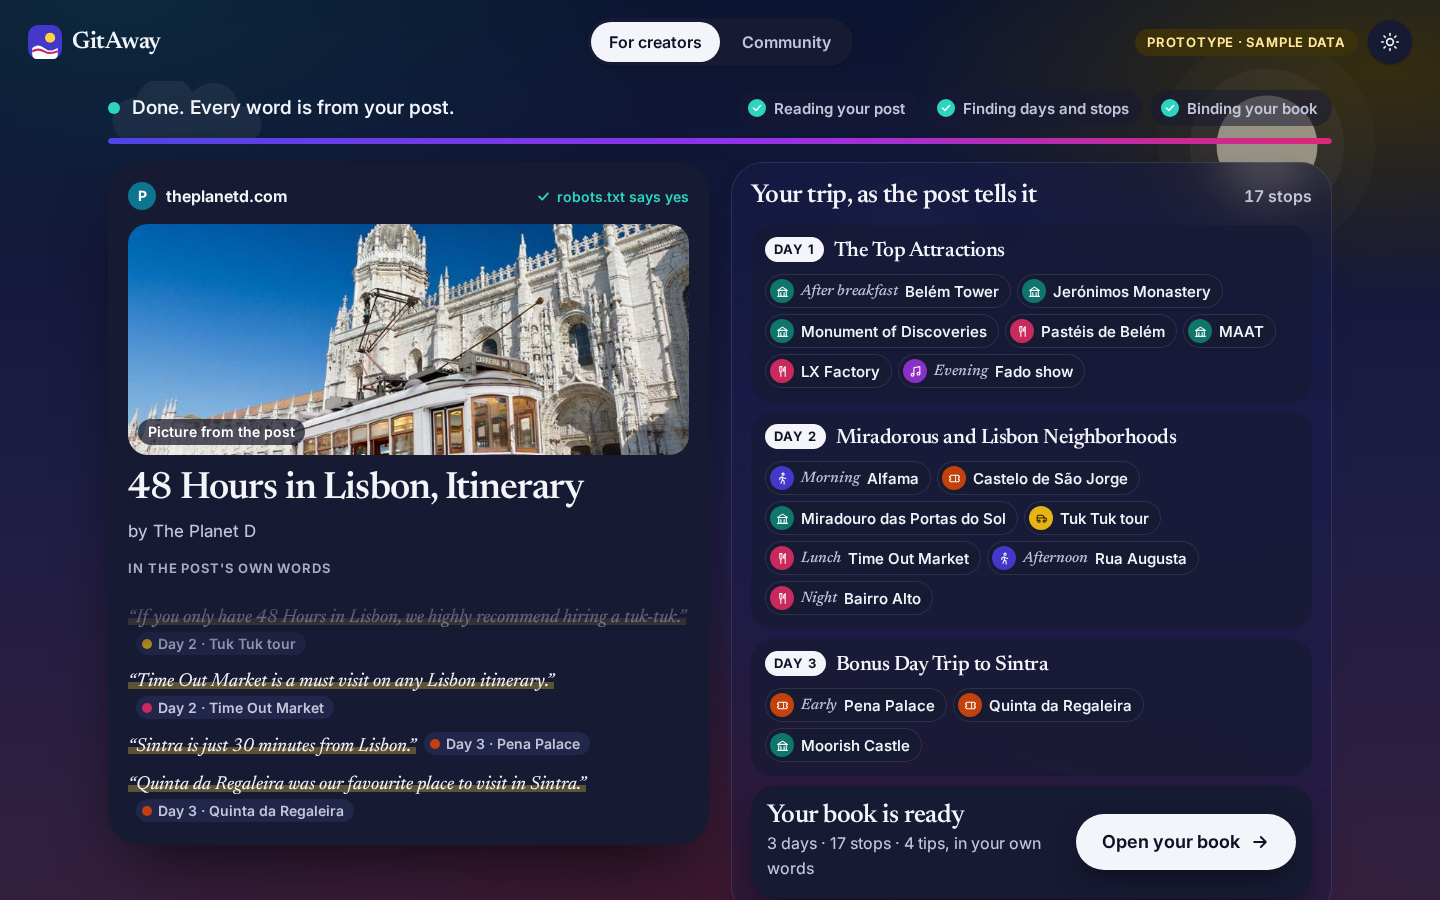 GitAway
For creators
Community
PROTOTYPE · SAMPLE DATA
Done. Every word is from your post.
Reading your post
Finding days and stops
Binding your book
P
theplanetd.com
robots.txt says yes
CARREIRA
Picture from the post
48 Hours in Lisbon, Itinerary
by The Planet D
IN THE POST'S OWN WORDS
“If you only have 48 Hours in Lisbon, we highly recommend hiring a tuk-tuk.”
Day 2 · Tuk Tuk tour
“Time Out Market is a must visit on any Lisbon itinerary.”
Day 2 · Time Out Market
“Sintra is just 30 minutes from Lisbon.” Day 3 · Pena Palace
“Quinta da Regaleira was our favourite place to visit in Sintra.”
Day 3 · Quinta da Regaleira
Your trip, as the post tells it
17 stops
DAY 1 The Top Attractions
After breakfast Belém Tower
Jerónimos Monastery
Monument of Discoveries
Pastéis de Belém
MAAT
LX Factory
Evening Fado show
DAY 2 Miradorous and Lisbon Neighborhoods
Morning Alfama
Castelo de São Jorge
Miradouro das Portas do Sol
Tuk Tuk tour
Lunch Time Out Market
Afternoon Rua Augusta
Night Bairro Alto
DAY 3 Bonus Day Trip to Sintra
Early Pena Palace
Quinta da Regaleira
Moorish Castle
Your book is ready
3 days · 17 stops · 4 tips, in your own
words
Open your book